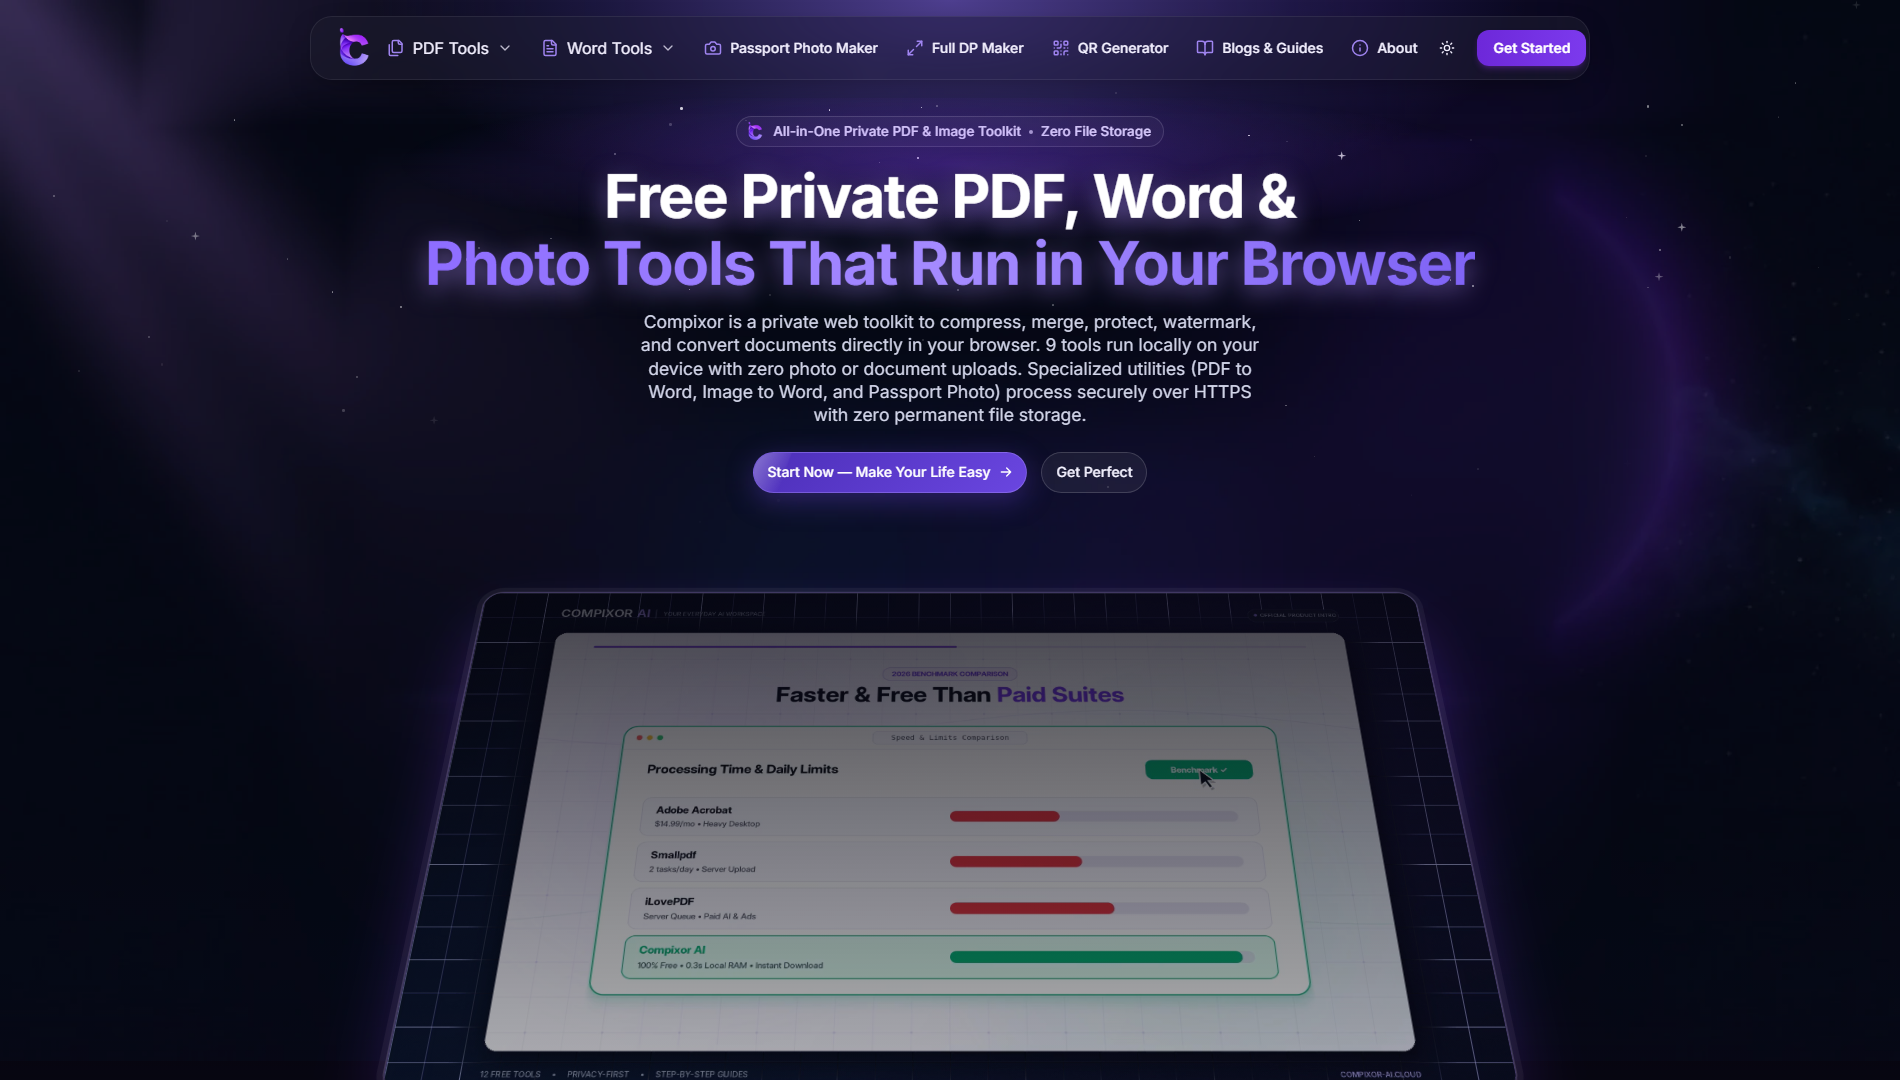 PDF Tools
Word Tools
Passport Photo Maker
Full DP Maker
QR Generator
Blogs & Guides
About
Get Started
All-in-One Private PDF & Image Toolkit • Zero File Storage
Free Private PDF, Word &
Photo Tools That Run in Your Browser
Compixor is a private web toolkit to compress, merge, protect, watermark,
and convert documents directly in your browser. 9 tools run locally on your
device with zero photo or document uploads. Specialized utilities (PDF to
Word, Image to Word, and Passport Photo) process securely over HTTPS
with zero permanent file storage.
Start Now — Make Your Life Easy →
Get Perfect
COMPIXOR AI | YOUR EVERYDAY AI WORKSPACE
2026 BENCHMARK COMPARISON
Faster & Free Than Paid Suites
Speed & Limits Comparison
Processing Time & Daily Limits
Benchmark ✓
Adobe Acrobat
$14.99/mo • Heavy Desktop
Smallpdf
2 tasks/day • Server Upload
iLovePDF
Server Queue • Paid AI & Ads
Compixor AI
100% Free • 0.3s Local RAM • Instant Download
12 FREE TOOLS • PRIVACY-FIRST • STEP-BY-STEP GUIDES
COMPIXOR-AI.CLOUD